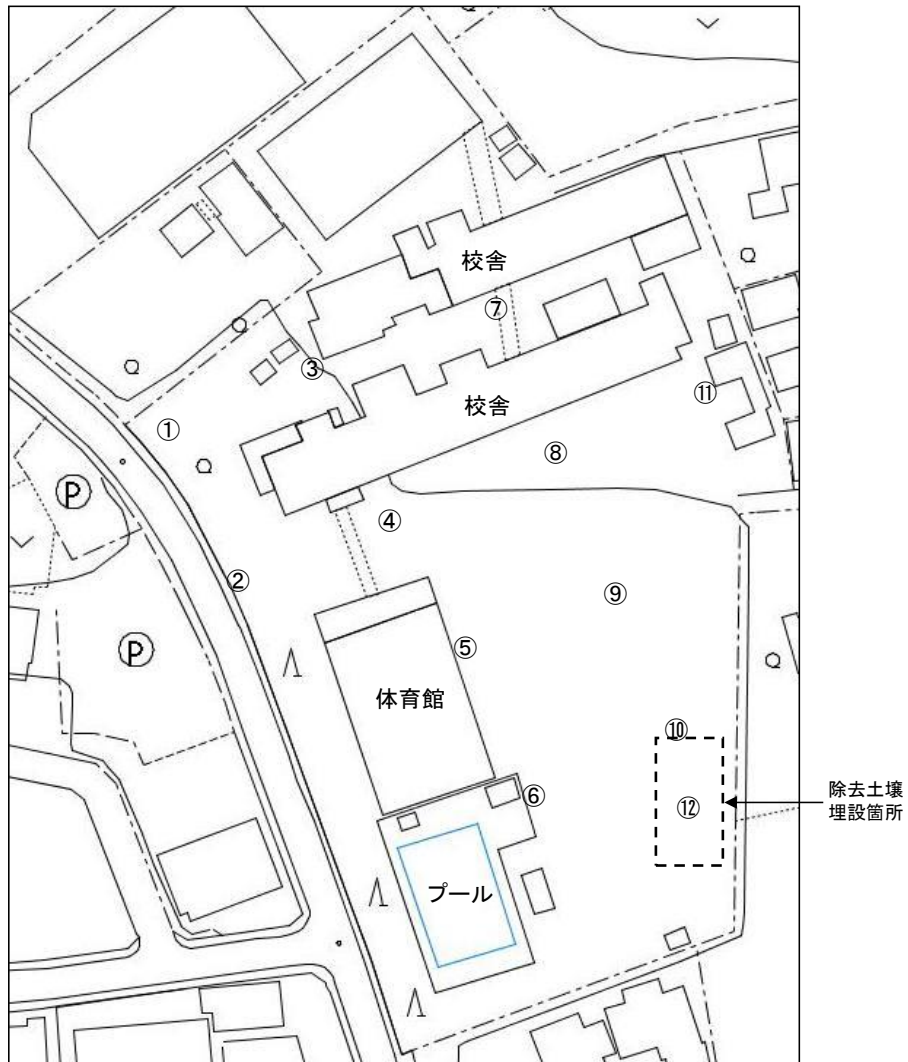 校舎
⑦
③
⑪
校舎
①
⑧
Ⓟ
④
②
⑨
⑤
Ⓟ
体育館
⑩
除去土壌
埋設箇所
⑥
⑫
プール